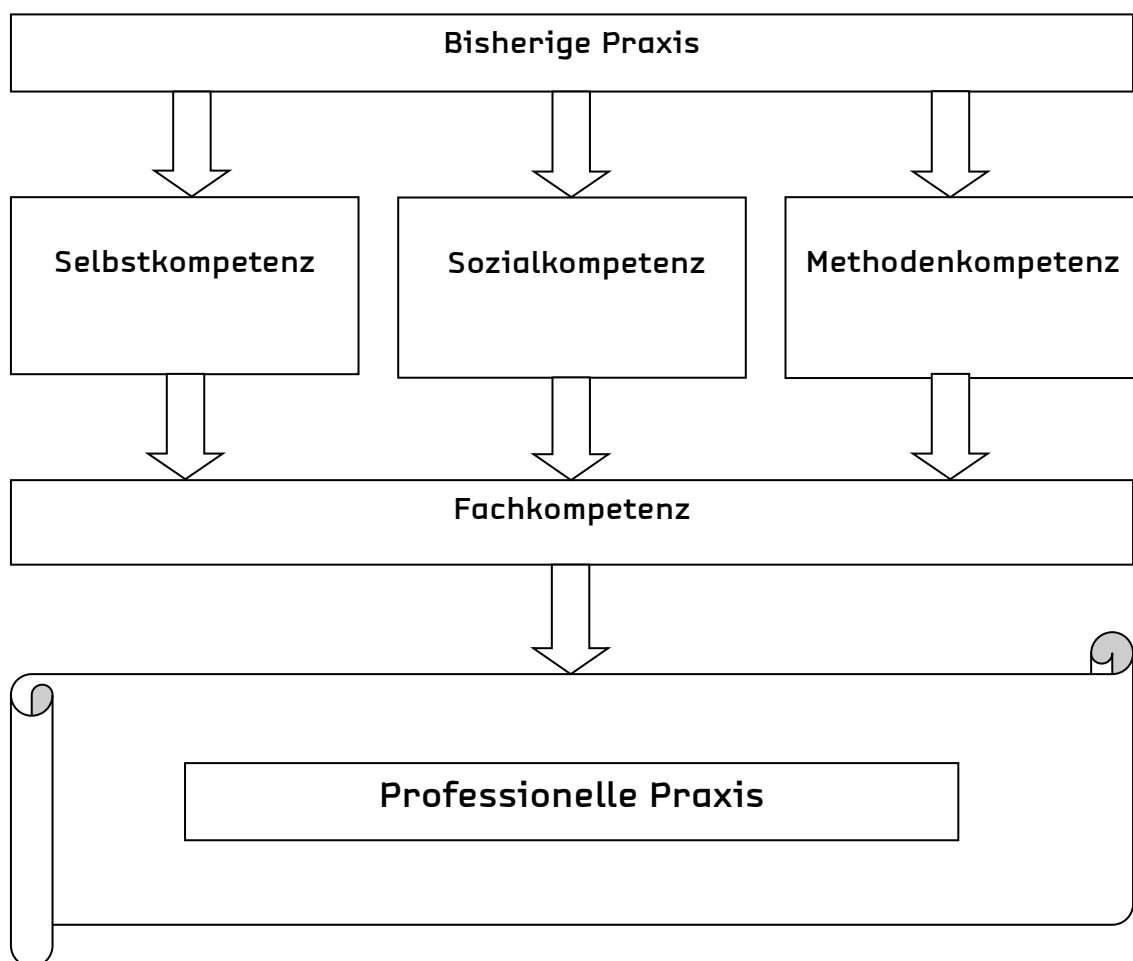 Bisherige Praxis
Selbstkompetenz
Sozialkompetenz
Methodenkompetenz
Fachkompetenz
Professionelle Praxis